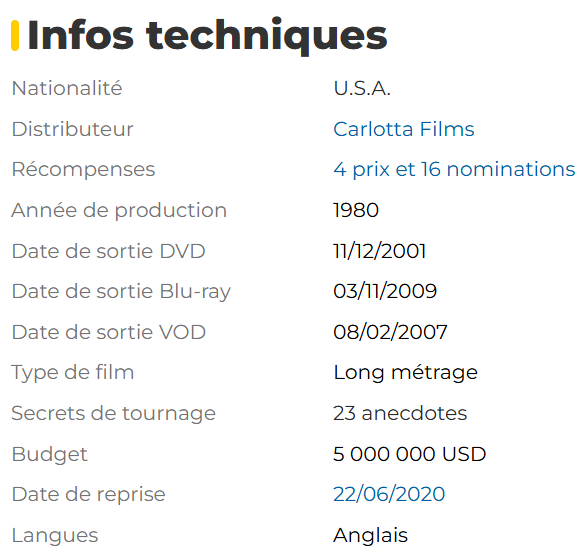 Infos techniques
Nationalité U.S.A.
Distributeur Carlotta Films
Récompenses 4 prix et 16 nominations
Année de production 1980
Date de sortie DVD 11/12/2001
Date de sortie Blu-ray 03/11/2009
Date de sortie VOD 08/02/2007
Type de film Long métrage
Secrets de tournage 23 anecdotes
Budget 5 000 000 USD
Date de reprise 22/06/2020
Langues Anglais